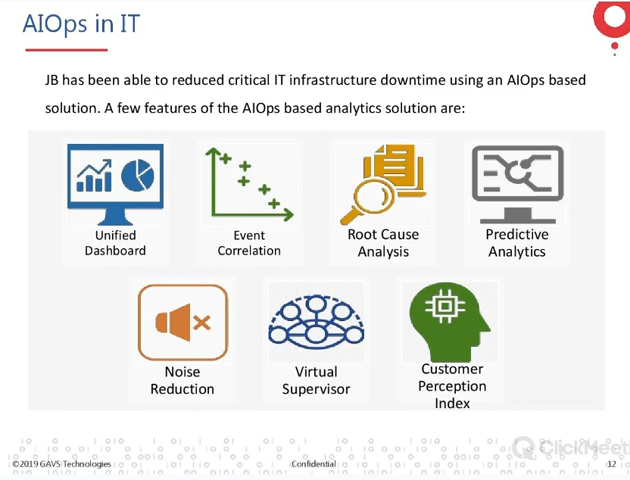 AIOps in IT
JB has been able to reduced critical IT infrastructure downtime using an AIOps based
solution. A few features of the AIOps based analytics solution are:
Unified
Dashboard
Event
Correlation
Root Cause
Analysis
Predictive
Analytics
Noise
Reduction
Virtual
Supervisor
Customer
Perception
Index
ClickMeeti
©2019 GAVS Technologies
Confidential
12